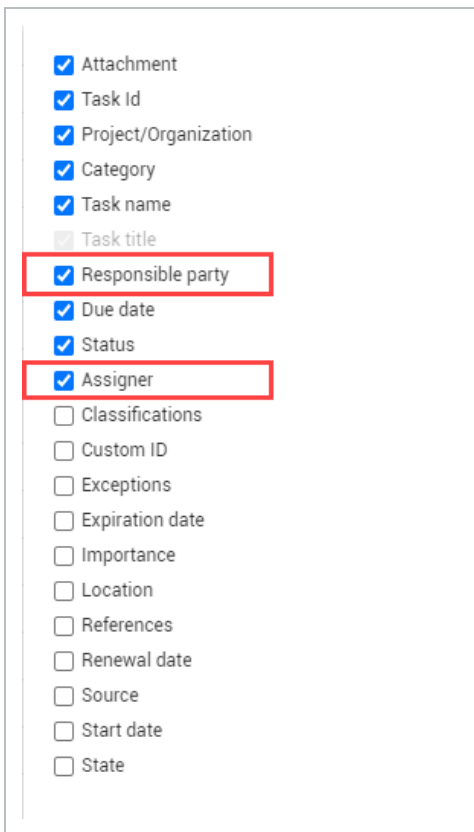 Attachment
Task Id
Project/Organization
Category
Task name
Task title
Responsible party
Due date
Status
Assigner
Classifications
Custom ID
Exceptions
Expiration date
Importance
Location
References
Renewal date
Source
Start date
State